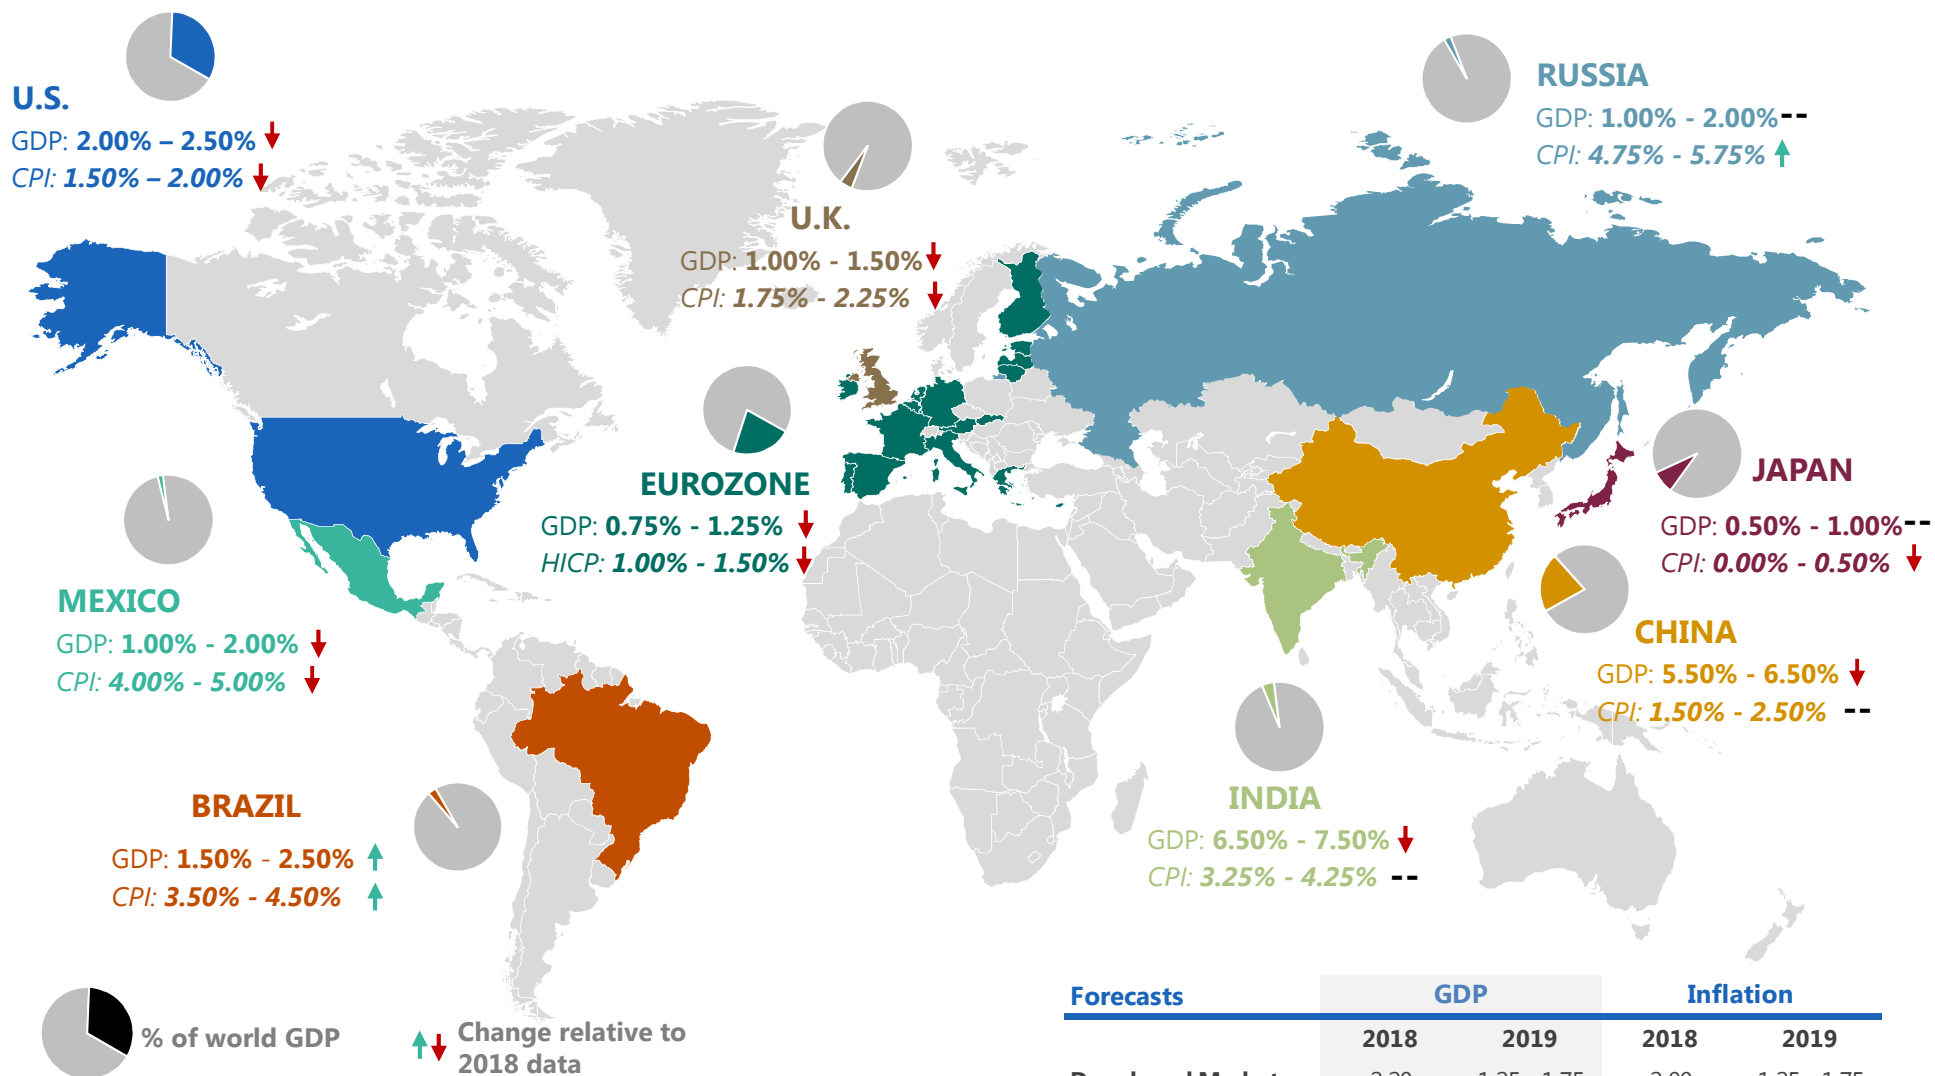 U.S.
GDP: 2.00% – 2.50%
CPI: 1.50% – 2.00%
RUSSIA
GDP: 1.00% - 2.00%--
CPI: 4.75% - 5.75%
U.K.
GDP: 1.00% - 1.50%
CPI: 1.75% - 2.25%
EUROZONE
GDP: 0.75% - 1.25%
HICP: 1.00% - 1.50%
JAPAN
GDP: 0.50% - 1.00%--
CPI: 0.00% - 0.50%
MEXICO
GDP: 1.00% - 2.00%
CPI: 4.00% - 5.00%
CHINA
GDP: 5.50% - 6.50%
CPI: 1.50% - 2.50% --
BRAZIL
GDP: 1.50% - 2.50%
CPI: 3.50% - 4.50%
INDIA
GDP: 6.50% - 7.50%
CPI: 3.25% - 4.25% --
% of world GDP
Change relative to
2018 data
Forecasts GDP Inflation
2018 2019 2018 2019